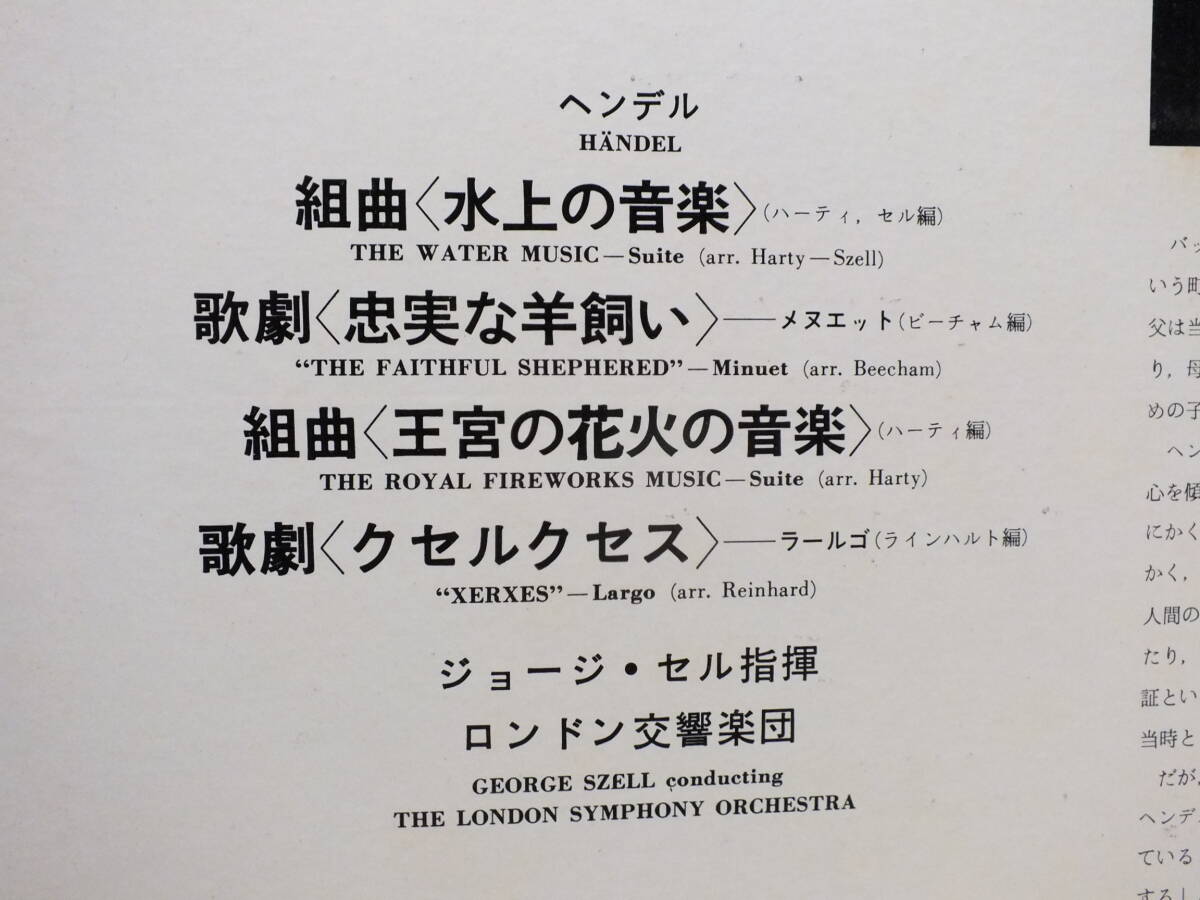 ヘンデル
HÄNDEL
組曲〈水上の音楽〉(ハーティ，セル編)
THE WATER MUSIC—Suite (arr. Harty—Szell)
歌劇〈忠実な羊飼い〉——メヌエット(ビーチャム編)
“THE FAITHFUL SHEPHERED”—Minuet (arr. Beecham)
組曲〈王宮の花火の音楽〉(ハーティ編)
THE ROYAL FIREWORKS MUSIC—Suite (arr. Harty)
歌劇〈クセルクセス〉——ラールゴ(ラインハルト編)
“XERXES”—Largo (arr. Reinhard)
ジョージ・セル指揮
ロンドン交響楽団
GEORGE SZELL conducting
THE LONDON SYMPHONY ORCHESTRA
バッ
いう町
父は当
り，母
めの子
ヘン
心を傾
にかく
かく，
人間の
たり，
証とい
当時と
だが，
ヘンデ
ている
する」